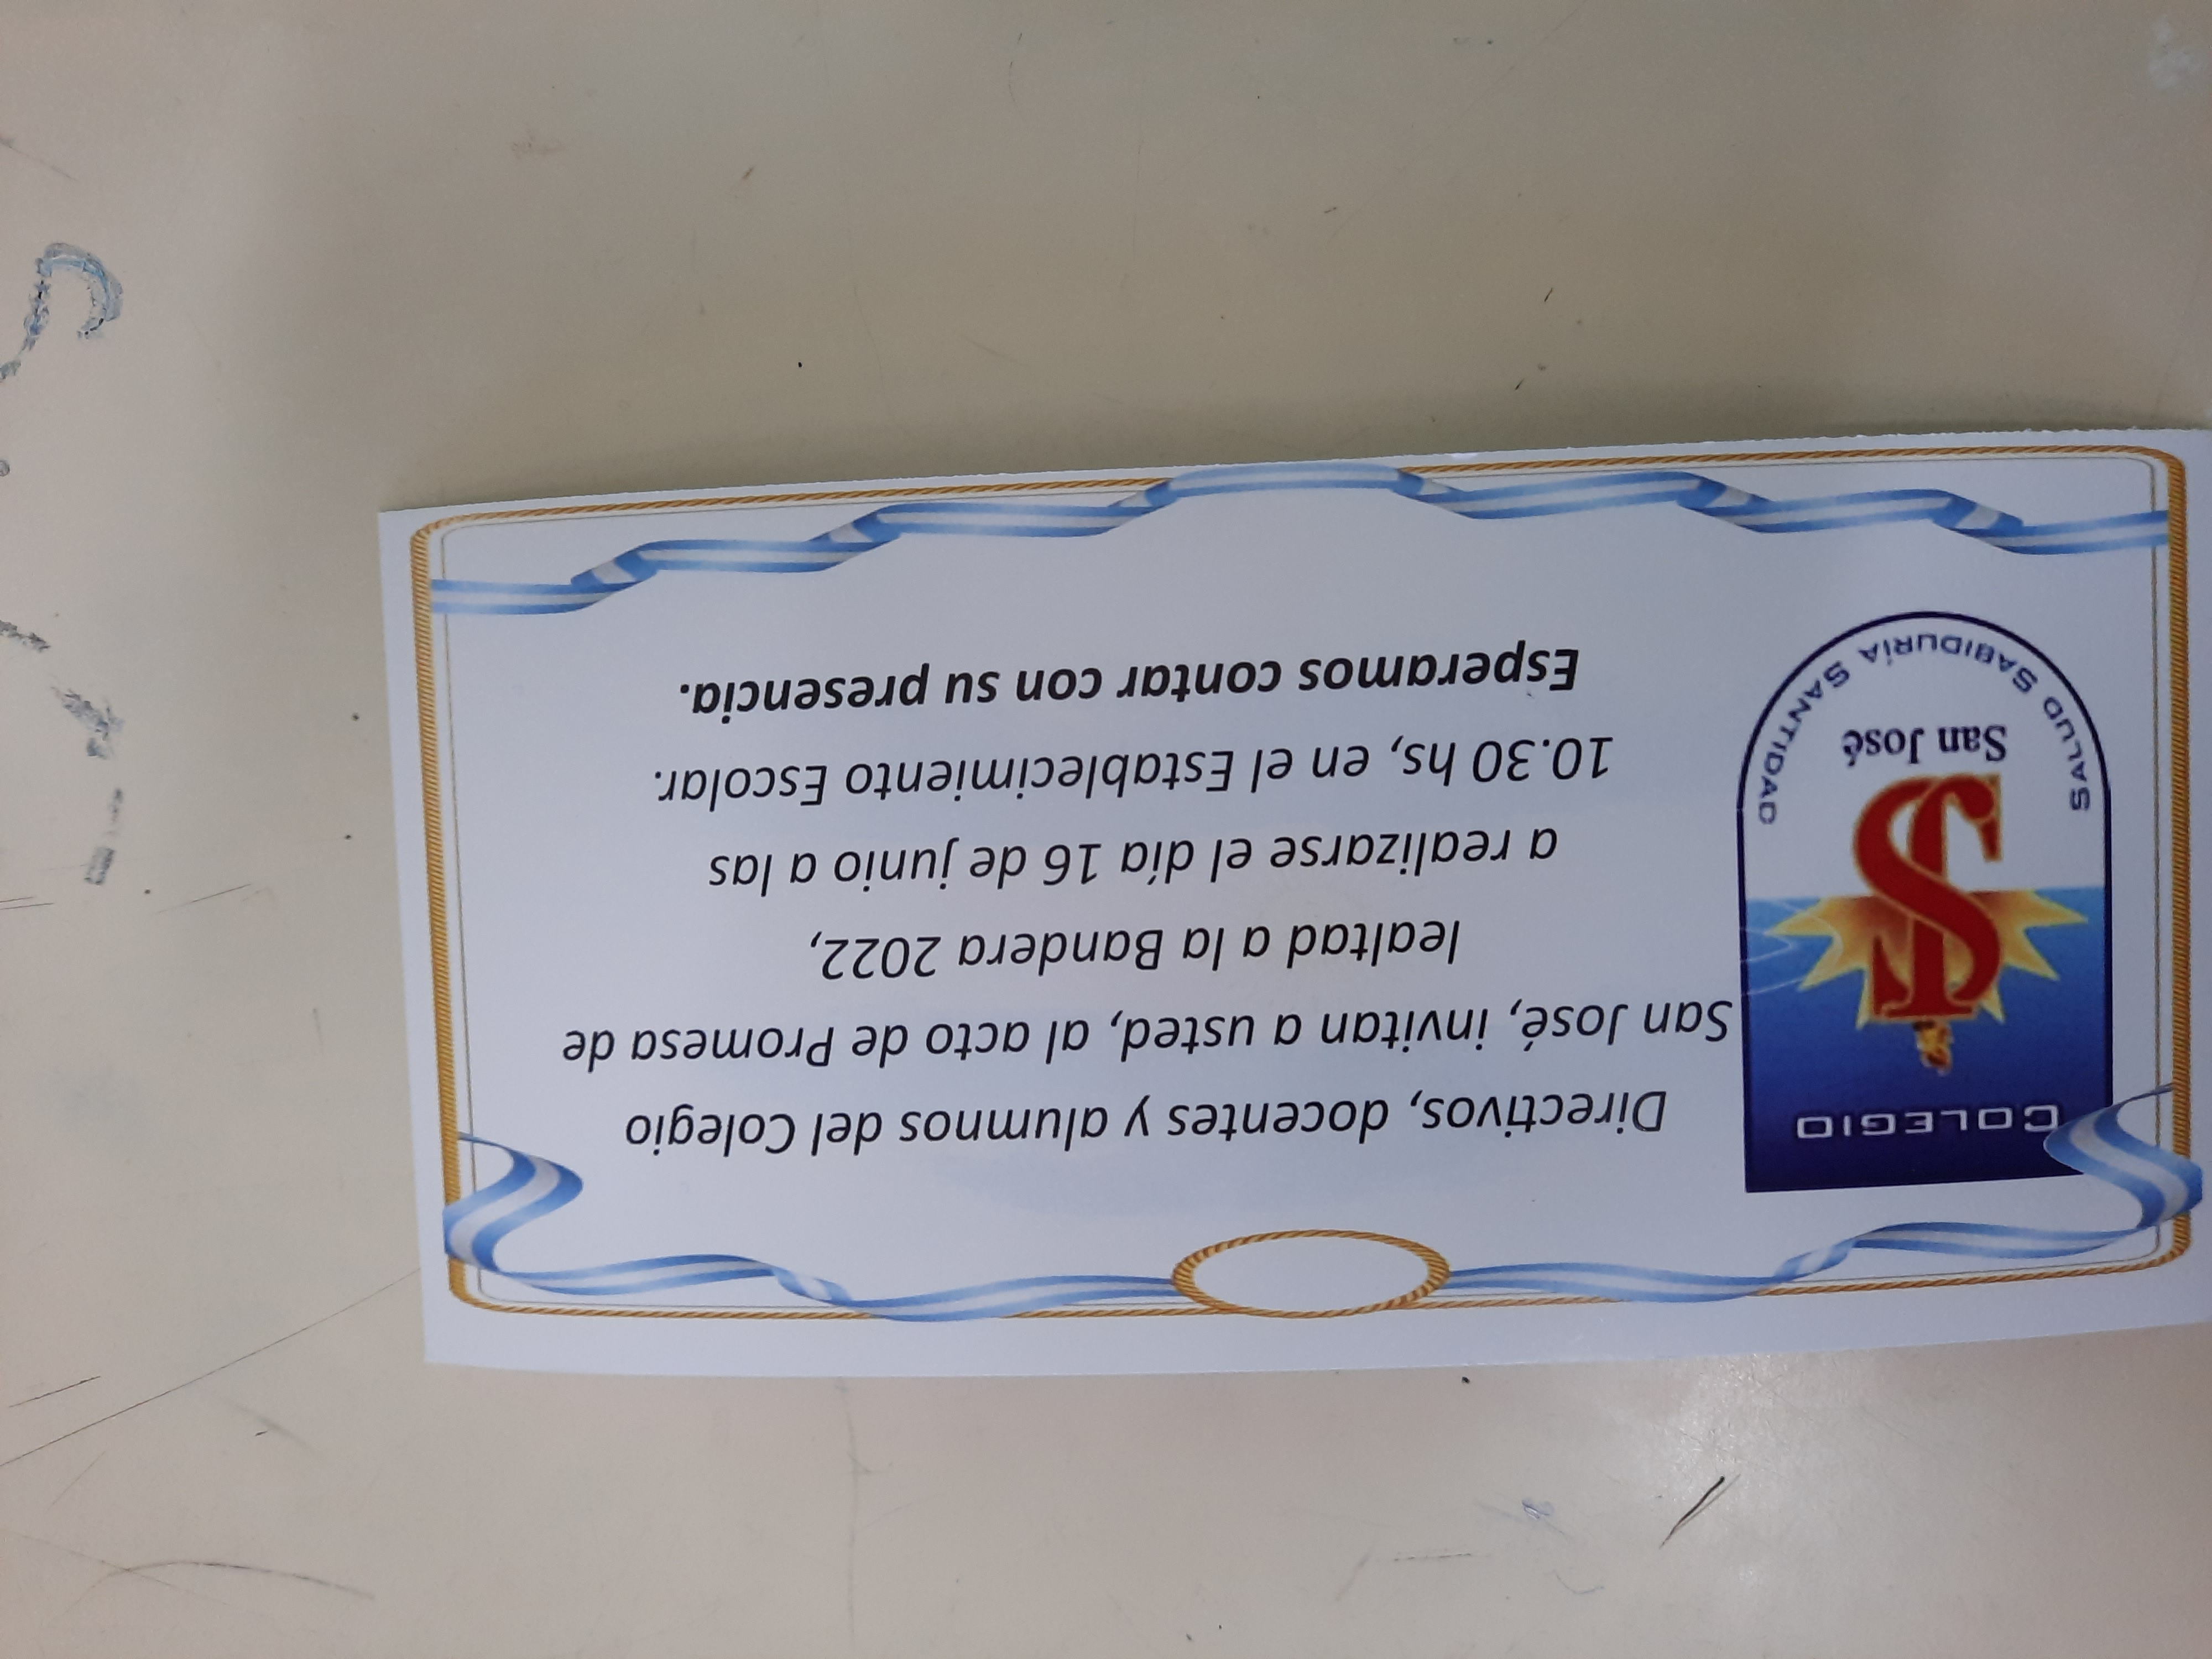 COLEGIO
San José
SALUD SABIDURÍA SANTIDAD
Directivos, docentes y alumnos del Colegio
San José, invitan a usted, al acto de Promesa de
lealtad a la Bandera 2022,
a realizarse el día 16 de junio a las
10.30 hs, en el Establecimiento Escolar.
Esperamos contar con su presencia.